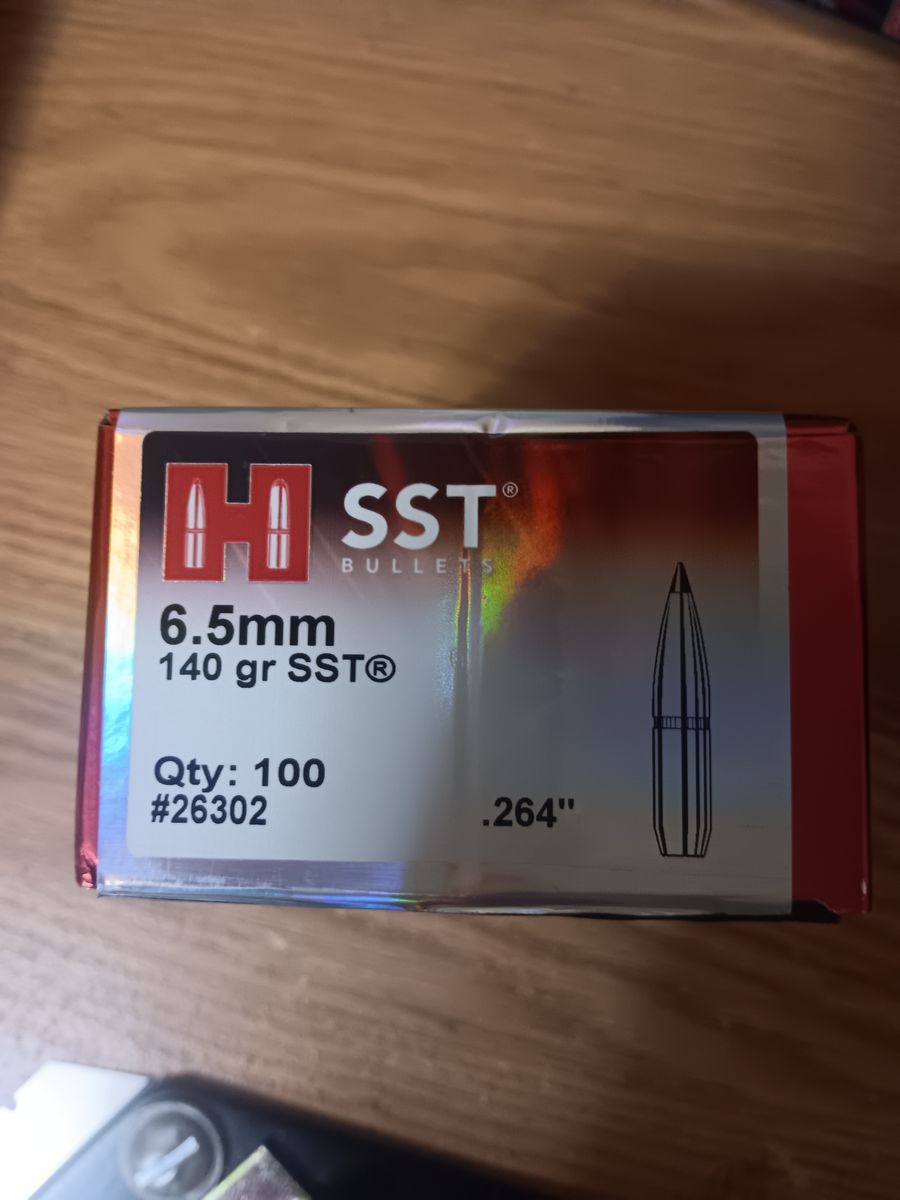 H SST®
BULLETS
6.5mm
140 gr SST®
Qty: 100
#26302
.264"